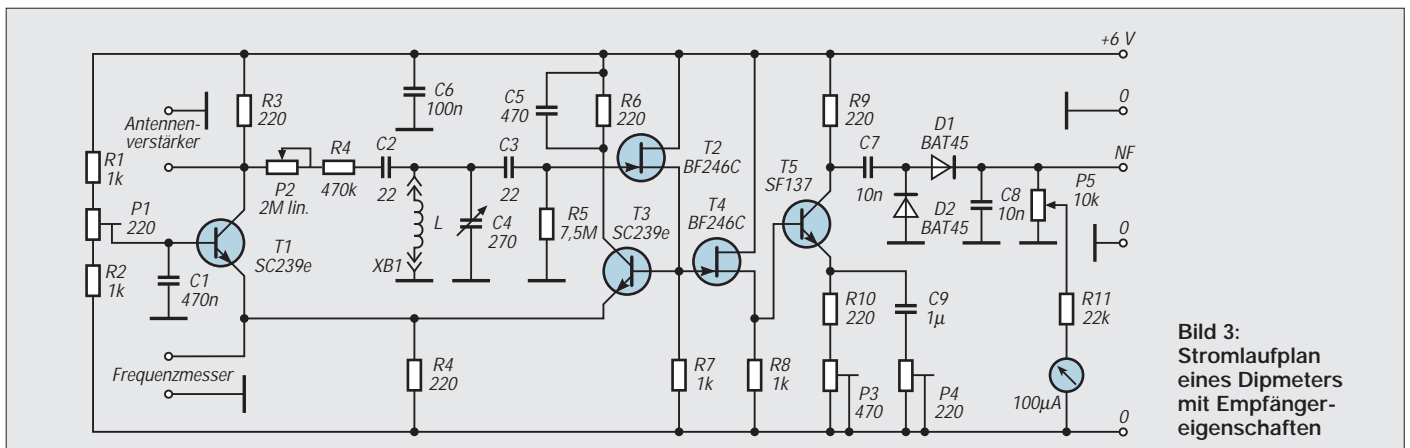 +6 V
Antennen-
verstärker
R3
220
C6
100n
C5
470
R6
220
R9
220
0
R1
1k
P2
2M lin.
R4
470k
C2
22
C3
22
T2
BF246C
C7
10n
D1
BAT45
NF
P1
220
T1
SC239e
L
C4
270
R5
7,5M
T3
SC239e
T4
BF246C
T5
SF137
D2
BAT45
C8
10n
P5
10k
0
R2
1k
C1
470n
XB1
R10
220
C9
1µ
R11
22k
Frequenzmesser
R4
220
R7
1k
R8
1k
P3
470
P4
220
100µA
0
Bild 3:
Stromlaufplan
eines Dipmeters
mit Empfänger-
eigenschaften